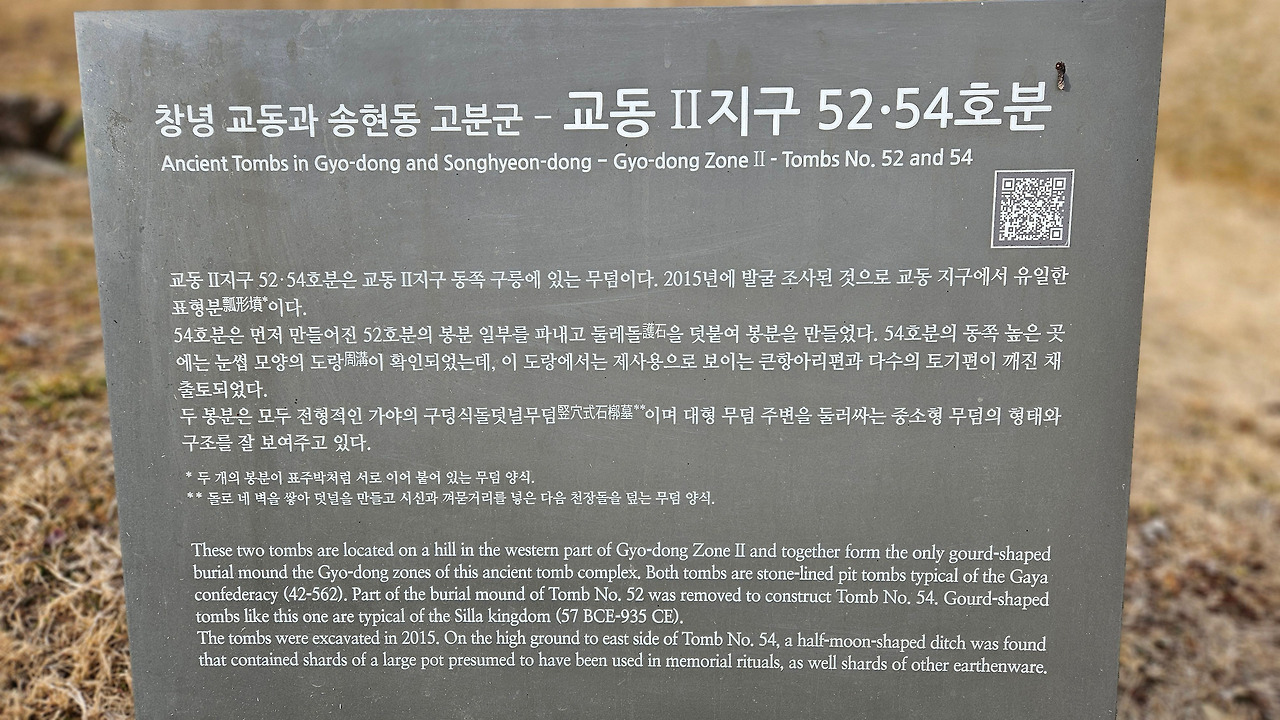 창녕 교동과 송현동 고분군 – 교동 Ⅱ지구 52·54호분
Ancient Tombs in Gyo-dong and Songhyeon-dong – Gyo-dong Zone Ⅱ - Tombs No. 52 and 54
교동 Ⅱ지구 52·54호분은 교동 Ⅱ지구 동쪽 구릉에 있는 무덤이다. 2015년에 발굴 조사된 것으로 교동 지구에서 유일한
표형분瓢形墳*이다.
54호분은 먼저 만들어진 52호분의 봉분 일부를 파내고 둘레돌護石을 덧붙여 봉분을 만들었다. 54호분의 동쪽 높은 곳
에는 눈썹 모양의 도랑周溝이 확인되었는데, 이 도랑에서는 제사용으로 보이는 큰항아리편과 다수의 토기편이 깨진 채
출토되었다.
두 봉분은 모두 전형적인 가야의 구덩식돌덧널무덤竪穴式石槨墓**이며 대형 무덤 주변을 둘러싸는 중소형 무덤의 형태와
구조를 잘 보여주고 있다.
* 두 개의 봉분이 표주박처럼 서로 이어 붙어 있는 무덤 양식.
** 돌로 네 벽을 쌓아 덧널을 만들고 시신과 껴묻거리를 넣은 다음 천장돌을 덮는 무덤 양식.
These two tombs are located on a hill in the western part of Gyo-dong Zone Ⅱ and together form the only gourd-shaped
burial mound the Gyo-dong zones of this ancient tomb complex. Both tombs are stone-lined pit tombs typical of the Gaya
confederacy (42-562). Part of the burial mound of Tomb No. 52 was removed to construct Tomb No. 54. Gourd-shaped
tombs like this one are typical of the Silla kingdom (57 BCE-935 CE).
The tombs were excavated in 2015. On the high ground to east side of Tomb No. 54, a half-moon-shaped ditch was found
that contained shards of a large pot presumed to have been used in memorial rituals, as well shards of other earthenware.